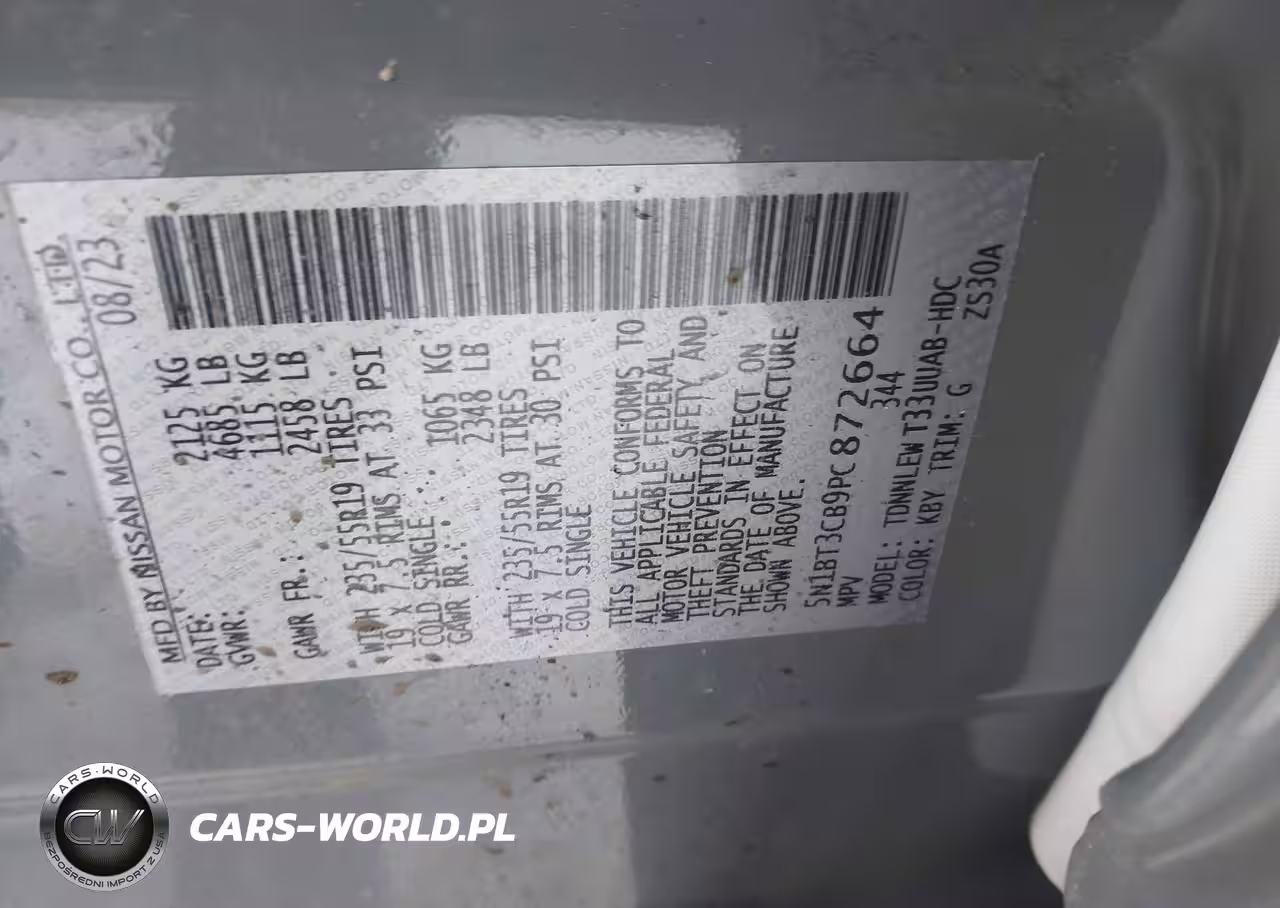 MFD BY NISSAN MOTOR CO., LTD.
DATE: 08/23
GVWR: 2125 KG
4685 LB
GAWR FR.: 1115 KG
2458 LB
WITH 235/55R19 TIRES
19 X 7.5 RIMS AT 33 PSI
COLD SINGLE
GAWR RR.: 1065 KG
2348 LB
WITH 235/55R19 TIRES
19 X 7.5 RIMS AT 30 PSI
COLD SINGLE
THIS VEHICLE CONFORMS TO
ALL APPLICABLE FEDERAL
MOTOR VEHICLE SAFETY AND
THEFT PREVENTION
STANDARDS IN EFFECT ON
THE DATE OF MANUFACTURE
SHOWN ABOVE.
5N1BT3CB9PC872664
MPV 344
MODEL: TDNNLEW T33UUAB-HDC
COLOR: KBY TRIM: G ZS30A
CARS-WORLD
CW
BEZPOŚREDNI IMPORT Z USA
CARS-WORLD.PL